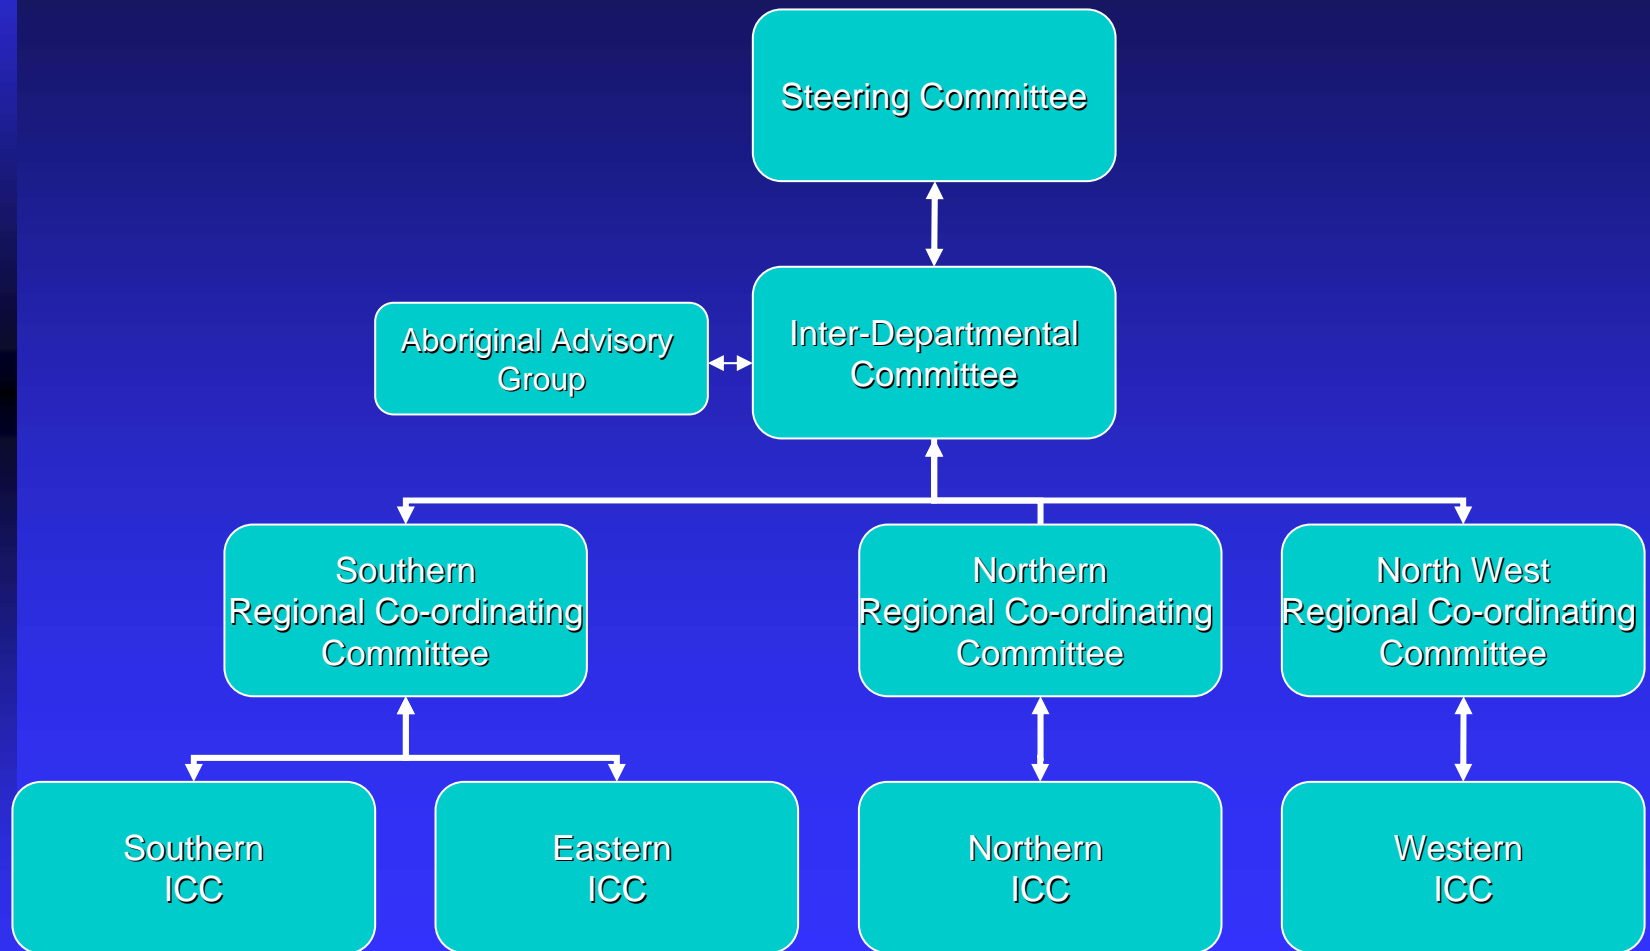 Steering Committee
Aboriginal Advisory
Group
Inter-Departmental
Committee
Southern
Regional Co-ordinating
Committee
Northern
Regional Co-ordinating
Committee
North West
Regional Co-ordinating
Committee
Southern
ICC
Eastern
ICC
Northern
ICC
Western
ICC